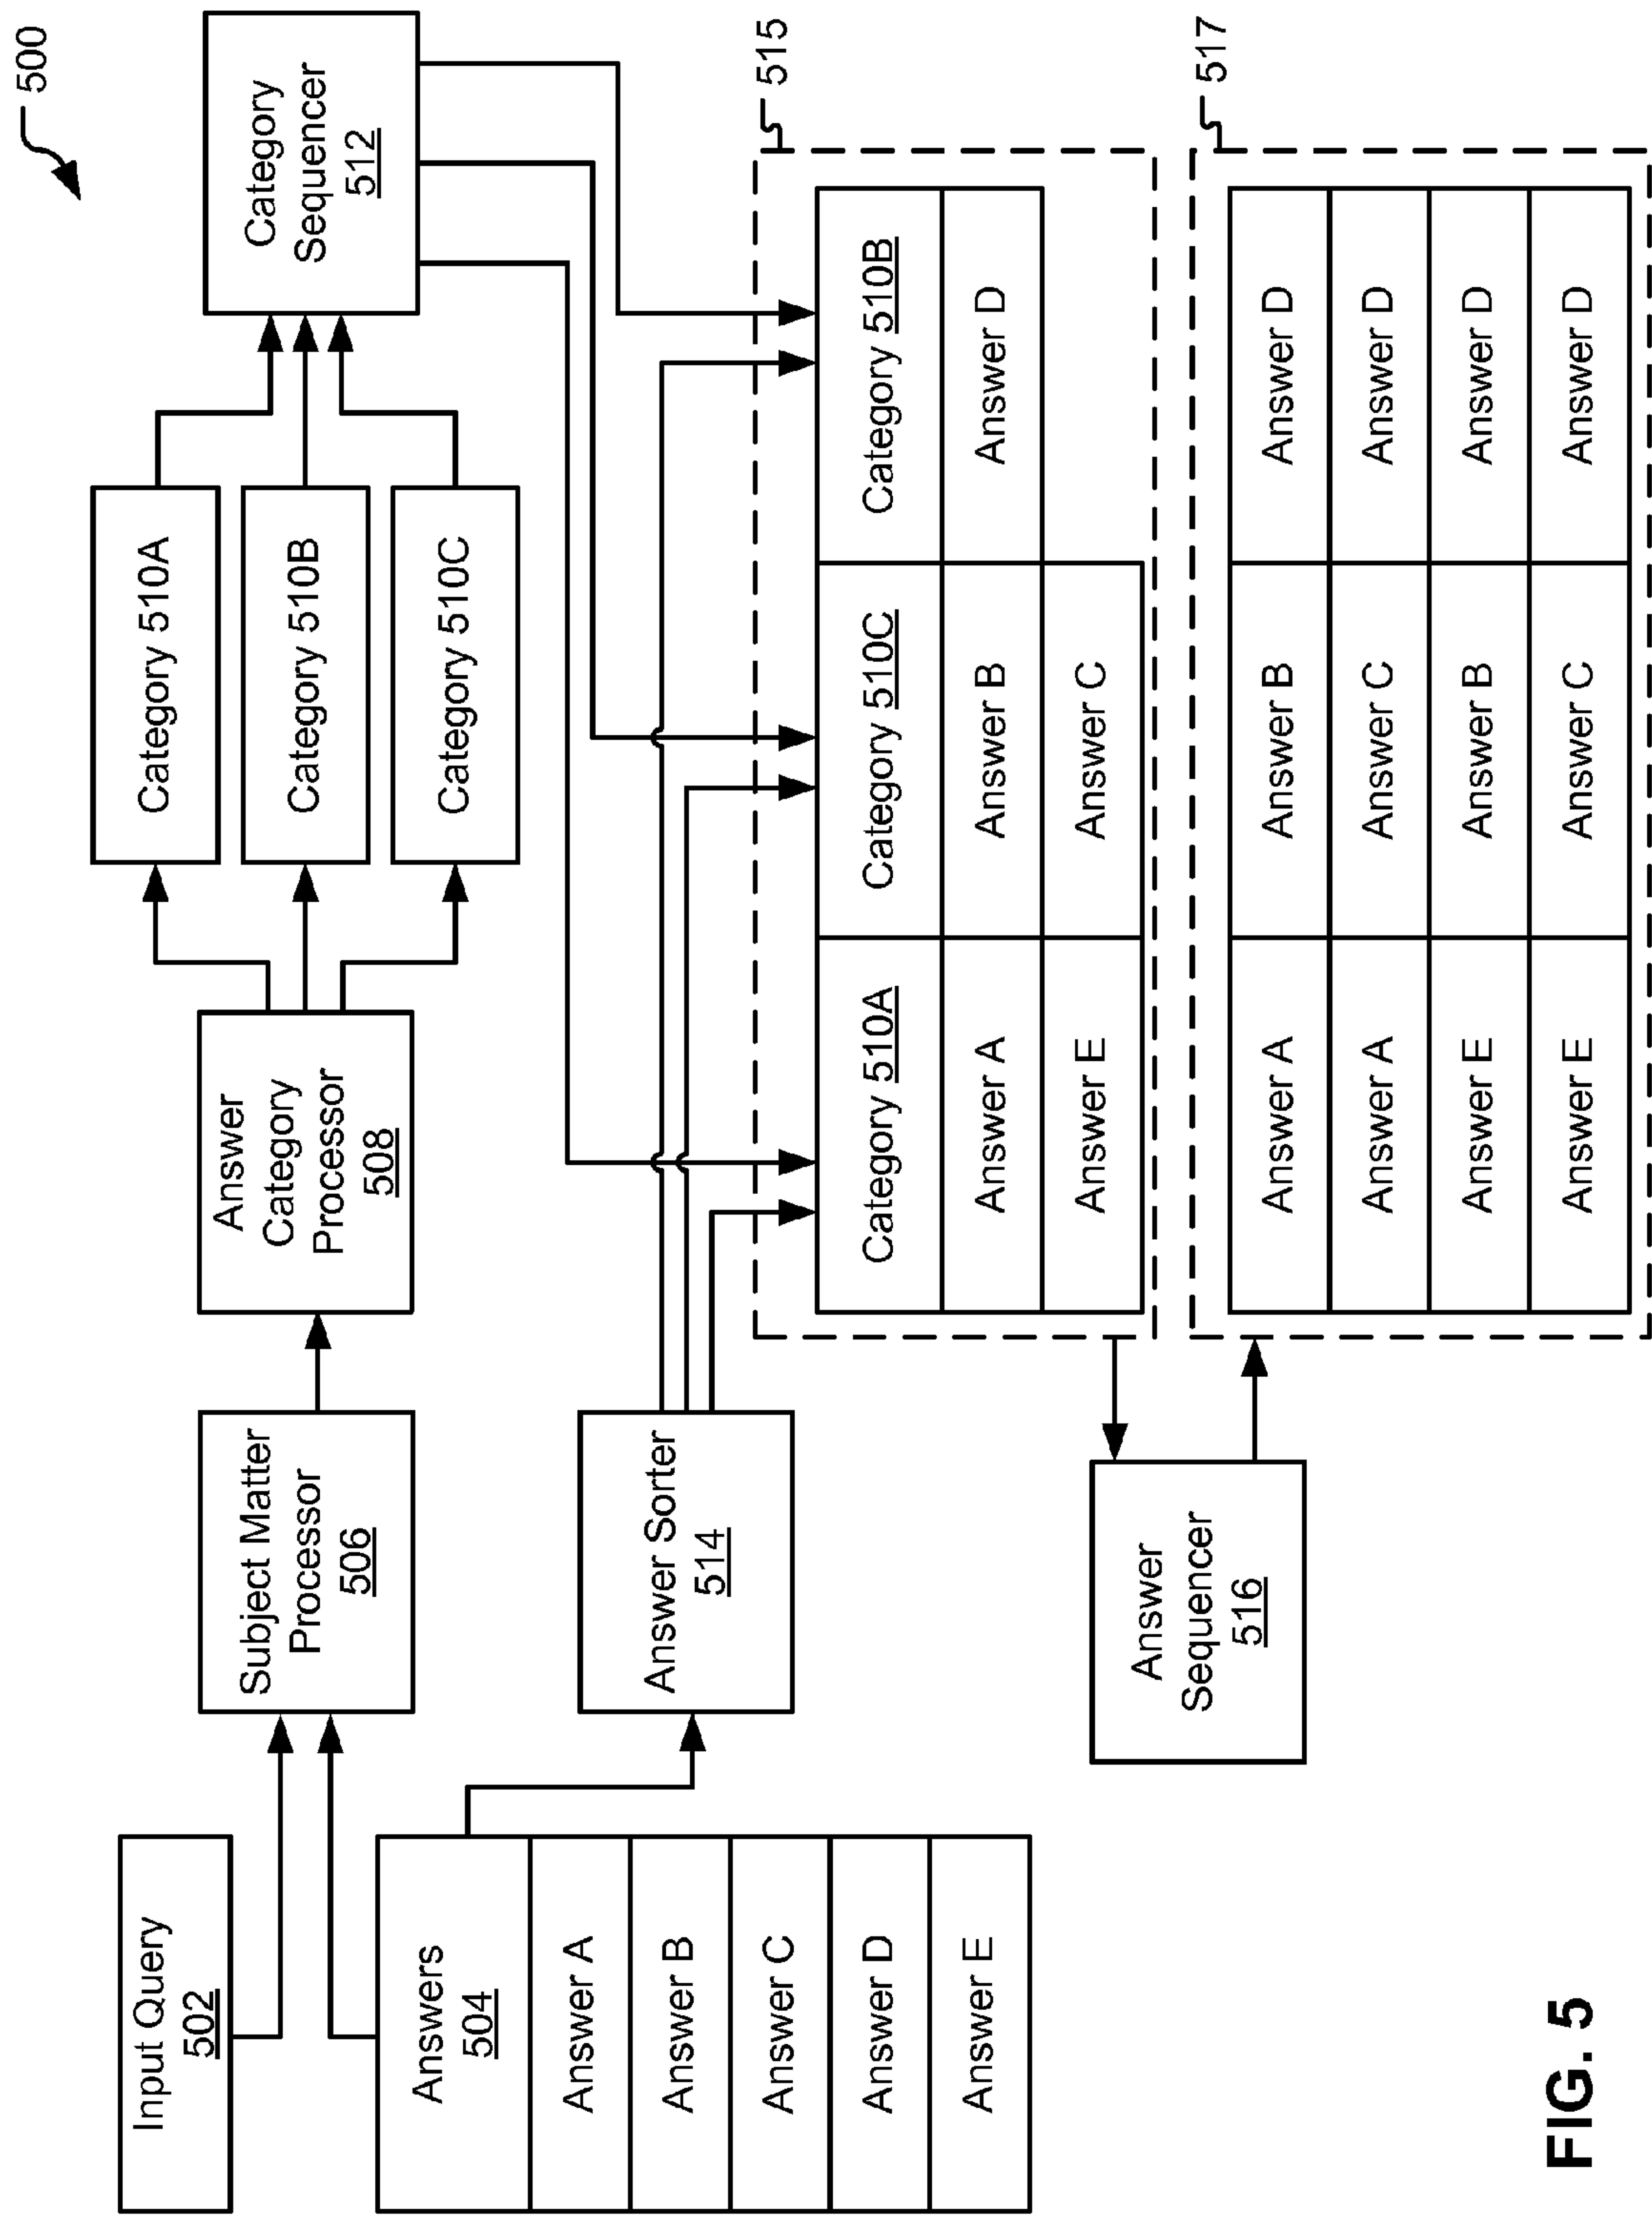 500
Input Query
502
Answers
504
Answer A
Answer B
Answer C
Answer D
Answer E
Subject Matter
Processor
506
Answer
Category
Processor
508
Category 510A
Category 510B
Category 510C
Category
Sequencer
512
Answer Sorter
514
515
Category 510A
Category 510C
Category 510B
Answer A
Answer B
Answer D
Answer E
Answer C
Answer
Sequencer
516
517
Answer A
Answer B
Answer D
Answer A
Answer C
Answer D
Answer E
Answer B
Answer D
Answer E
Answer C
Answer D
FIG. 5